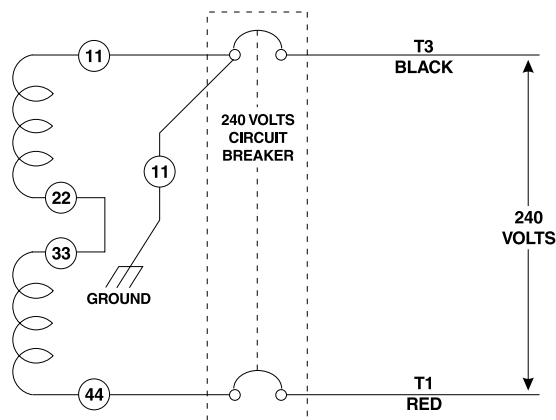 11
T3
BLACK
240 VOLTS
CIRCUIT
BREAKER
11
22
240
VOLTS
33
GROUND
44
T1
RED